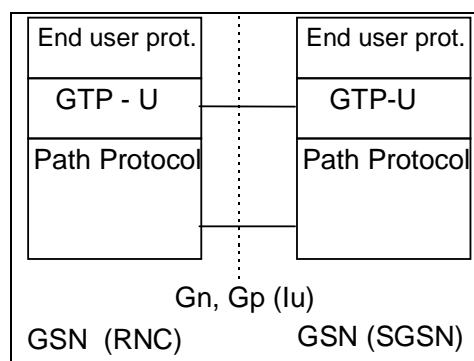 End user prot.
End user prot.
GTP - U
GTP-U
Path Protocol
Path Protocol
Gn, Gp (Iu)
GSN (RNC)
GSN (SGSN)